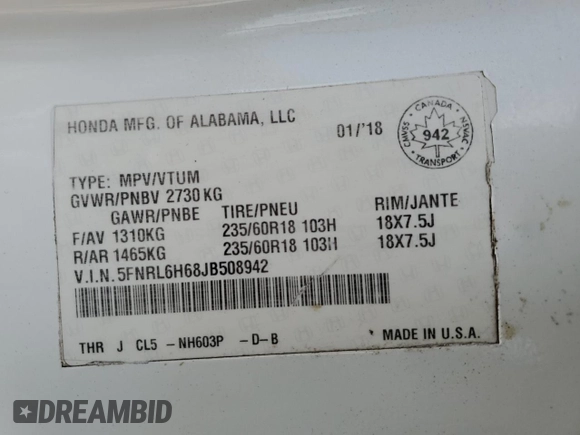 HONDA MFG. OF ALABAMA, LLC
01/'18
CANADA
CMVSS
942
NSVAC
TRANSPORT
TYPE: MPV/VTUM
GVWR/PNBV 2730 KG
GAWR/PNBE TIRE/PNEU RIM/JANTE
F/AV 1310KG 235/60R18 103H 18X7.5J
R/AR 1465KG 235/60R18 103H 18X7.5J
V.I.N. 5FNRL6H68JB508942
THR J CL5 - NH603P - D-B
MADE IN U.S.A.
DREAMBID